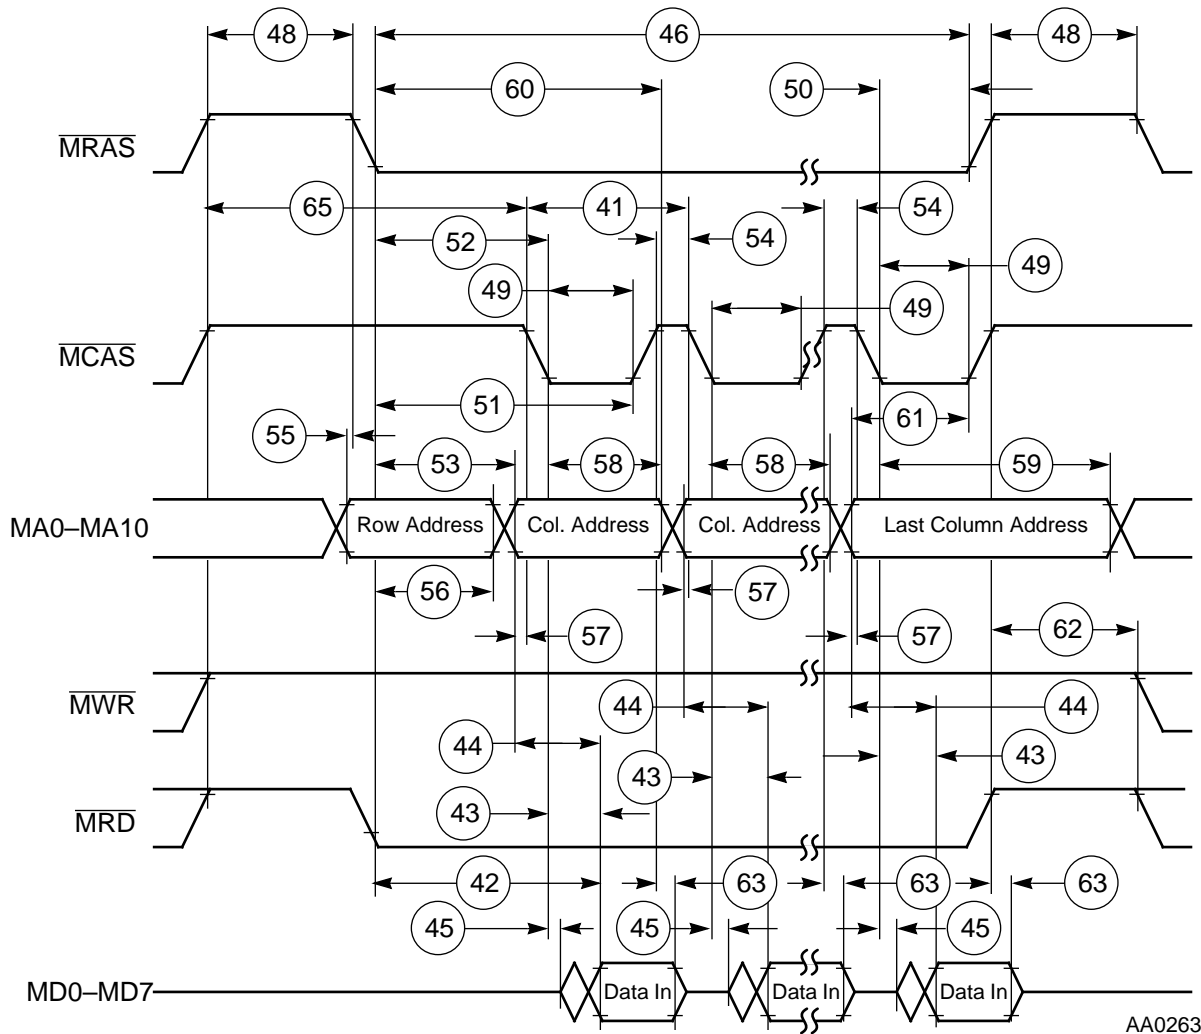 48 46 48
60 50
MRAS
65 41 54
52 54
49 49
49
MCAS
51 61
55
53 58 58 59
MA0–MA10 Row Address Col. Address Col. Address Last Column Address
56 57
57 57 62
MWR
44 44
44 43
43
43
MRD
42 63 63 63
45 45 45
MD0–MD7 Data In Data In Data In
AA0263